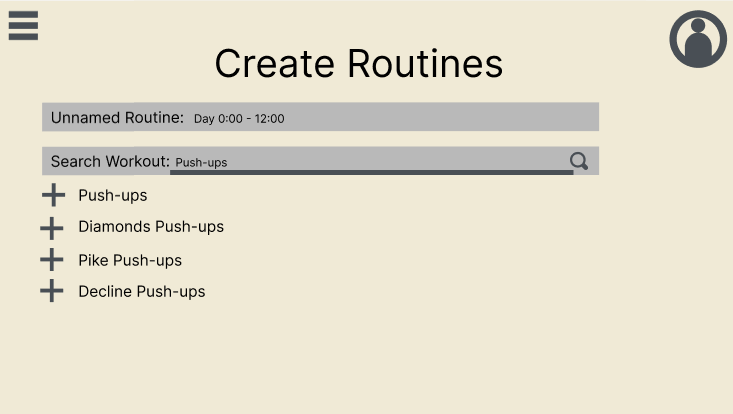 Create Routines
Unnamed Routine: Day 0:00 - 12:00
Search Workout: Push-ups
Push-ups
Diamonds Push-ups
Pike Push-ups
Decline Push-ups